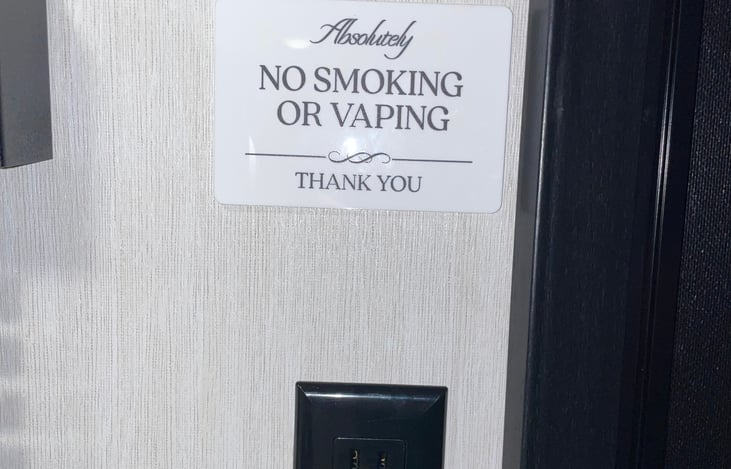 Absolutely
NO SMOKING
OR VAPING
THANK YOU